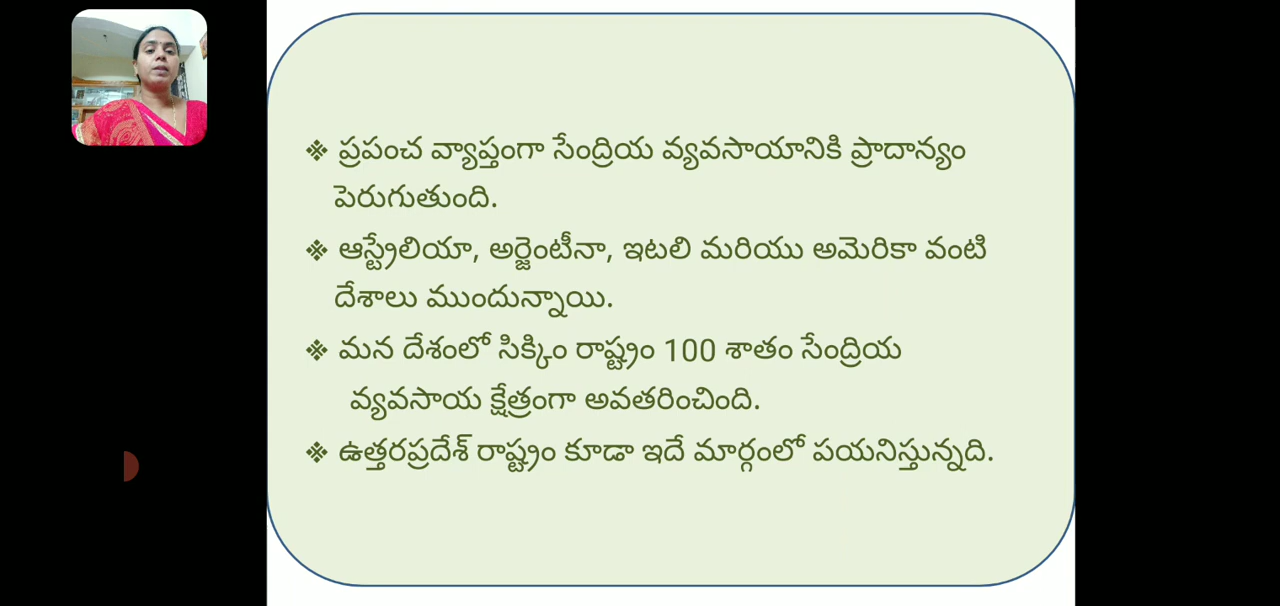 ❖ ప్రపంచ వ్యాప్తంగా సేంద్రియ వ్యవసాయానికి ప్రాదాన్యం
పెరుగుతుంది.
❖ ఆస్ట్రేలియా, అర్జెంటీనా, ఇటలి మరియు అమెరికా వంటి
దేశాలు ముందున్నాయి.
❖ మన దేశంలో సిక్కిం రాష్ట్రం 100 శాతం సేంద్రియ
వ్యవసాయ క్షేత్రంగా అవతరించింది.
❖ ఉత్తరప్రదేశ్ రాష్ట్రం కూడా ఇదే మార్గంలో పయనిస్తున్నది.